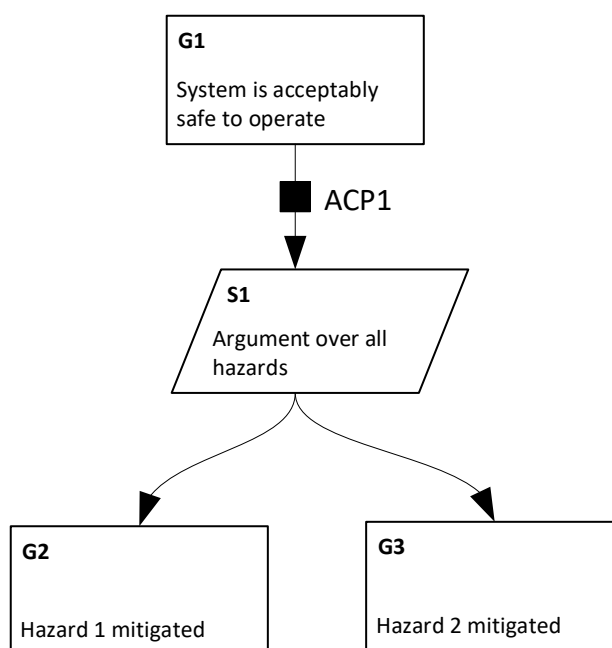 G1
System is acceptably
safe to operate
ACP1
S1
Argument over all
hazards
G2
Hazard 1 mitigated
G3
Hazard 2 mitigated